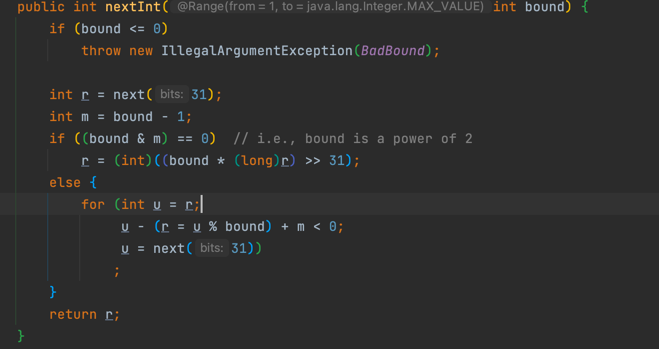 public int nextInt( @Range(from = 1, to = java.lang.Integer.MAX_VALUE) int bound) {
if (bound <= 0)
throw new IllegalArgumentException(BadBound);
int r = next( bits: 31);
int m = bound - 1;
if ((bound & m) == 0)  // i.e., bound is a power of 2
r = (int)((bound * (long)r) >> 31);
else {
for (int u = r;
u - (r = u % bound) + m < 0;
u = next( bits: 31))
;
}
return r;
}